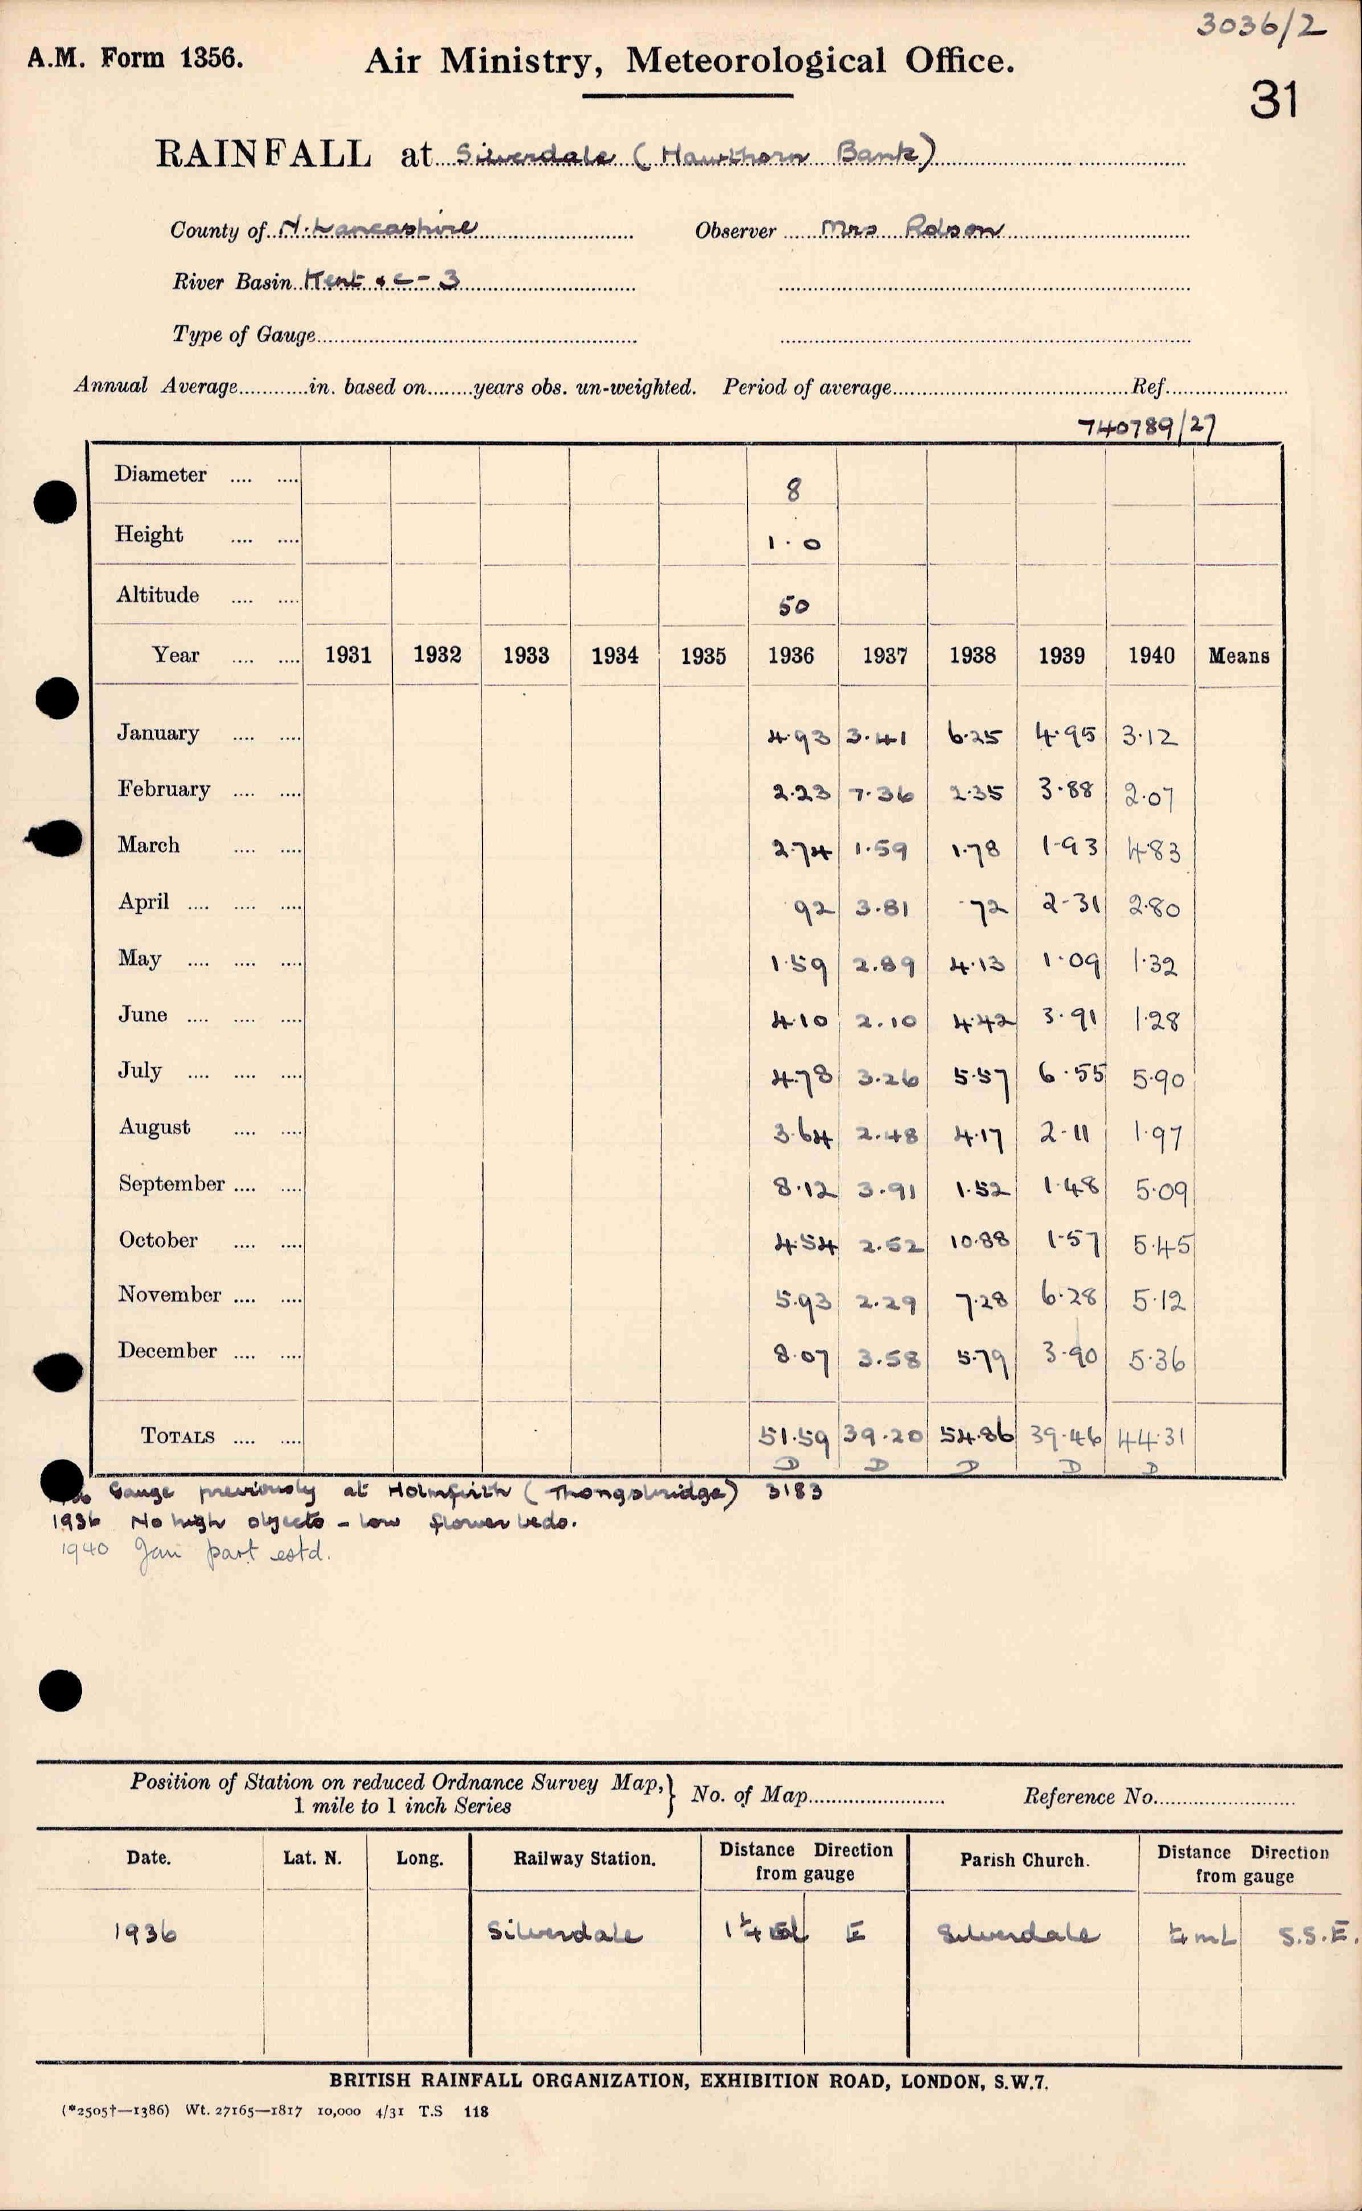 3036/2
A.M. Form 1356. Air Ministry, Meteorological Office.
31
RAINFALL at Silverdale (Hawthorn Bank)
County of N. Lancashire Observer Mrs Robson
River Basin Kent &c - 3
Type of Gauge
Annual Average in. based on years obs. un-weighted. Period of average Ref.
740789/27
Diameter 8
Height 1·0
Altitude 50
Year 1931 1932 1933 1934 1935 1936 1937 1938 1939 1940 Means
January 4·93 3·41 6·25 4·95 3·12
February 2·23 7·36 2·35 3·88 2·07
March 2·74 1·59 1·78 1·93 4·83
April ·92 3·81 ·72 2·31 2·80
May 1·59 2·89 4·13 1·09 1·32
June 4·10 2·10 4·42 3·91 1·28
July 4·78 3·26 5·57 6·55 5·90
August 3·64 2·48 4·17 2·11 1·97
September 8·12 3·91 1·52 1·48 5·09
October 4·54 2·52 10·88 1·57 5·45
November 5·93 2·29 7·28 6·28 5·12
December 8·07 3·58 5·79 3·40 5·36
TOTALS 51·59 39·20 54·86 39·46 44·31
D D D D D
Gauge previously at Holmfirth (Thongsbridge) 3183
1936 No high objects - low flower beds.
1940 Jan part estd.
Position of Station on reduced Ordnance Survey Map, 1 mile to 1 inch Series } No. of Map Reference No.
Date. Lat. N. Long. Railway Station. Distance Direction from gauge Parish Church. Distance Direction from gauge
1936 Silverdale 1¼ ml E Silverdale ¼ ml S.S.E.
BRITISH RAINFALL ORGANIZATION, EXHIBITION ROAD, LONDON, S.W.7.
(*2505†—1386) Wt. 27165—1817 10,000 4/31 T.S 118